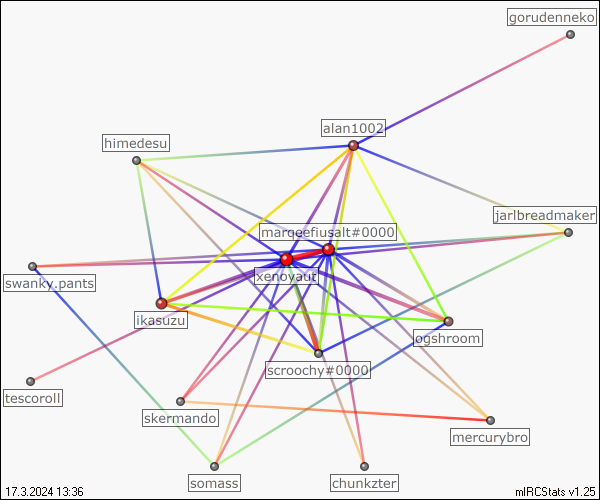 gorudenneko
alan1002
himedesu
jarlbreadmaker
marqeefiusalt#0000
xenoyaut
swanky.pants
ikasuzu
ogshroom
scroochy#0000
tescoroll
skermando
mercurybro
somass
chunkzter
17.3.2024 13:36
mIRCStats v1.25